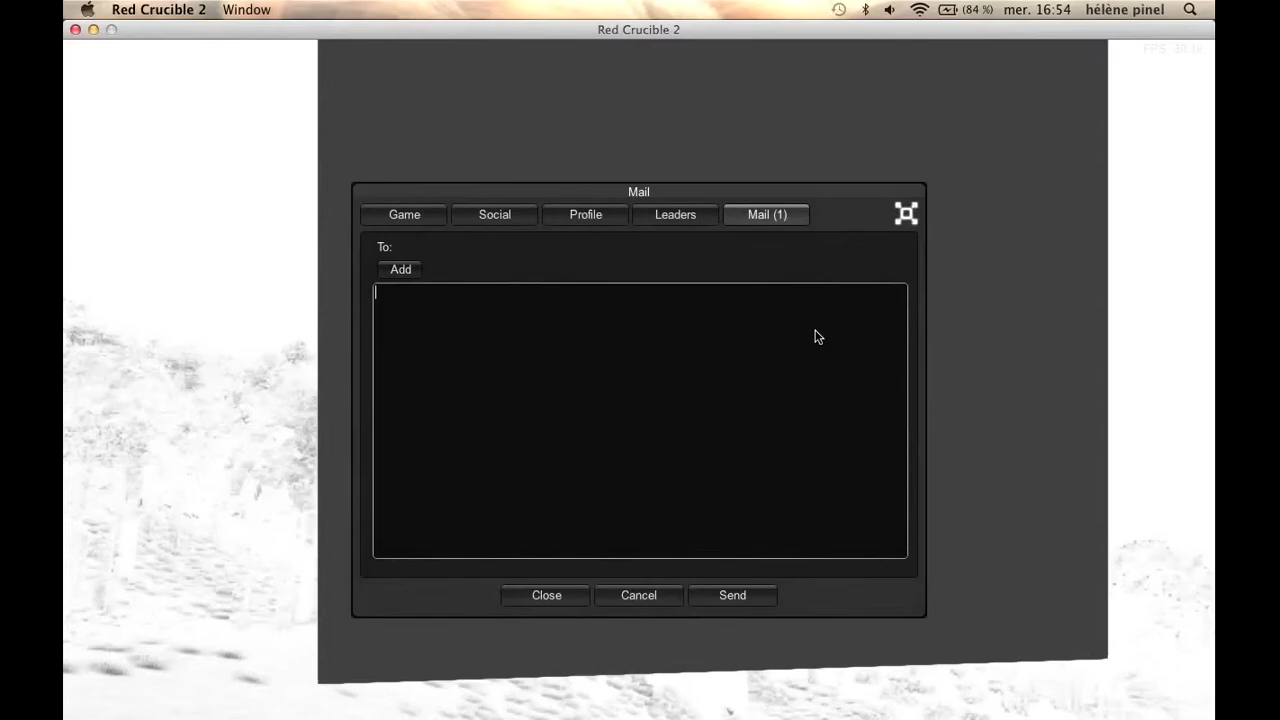 Red Crucible 2 Window (84 %) mer. 16:54 hélène pinel
Red Crucible 2
Mail
Game Social Profile Leaders Mail (1)
To:
Add
Close Cancel Send